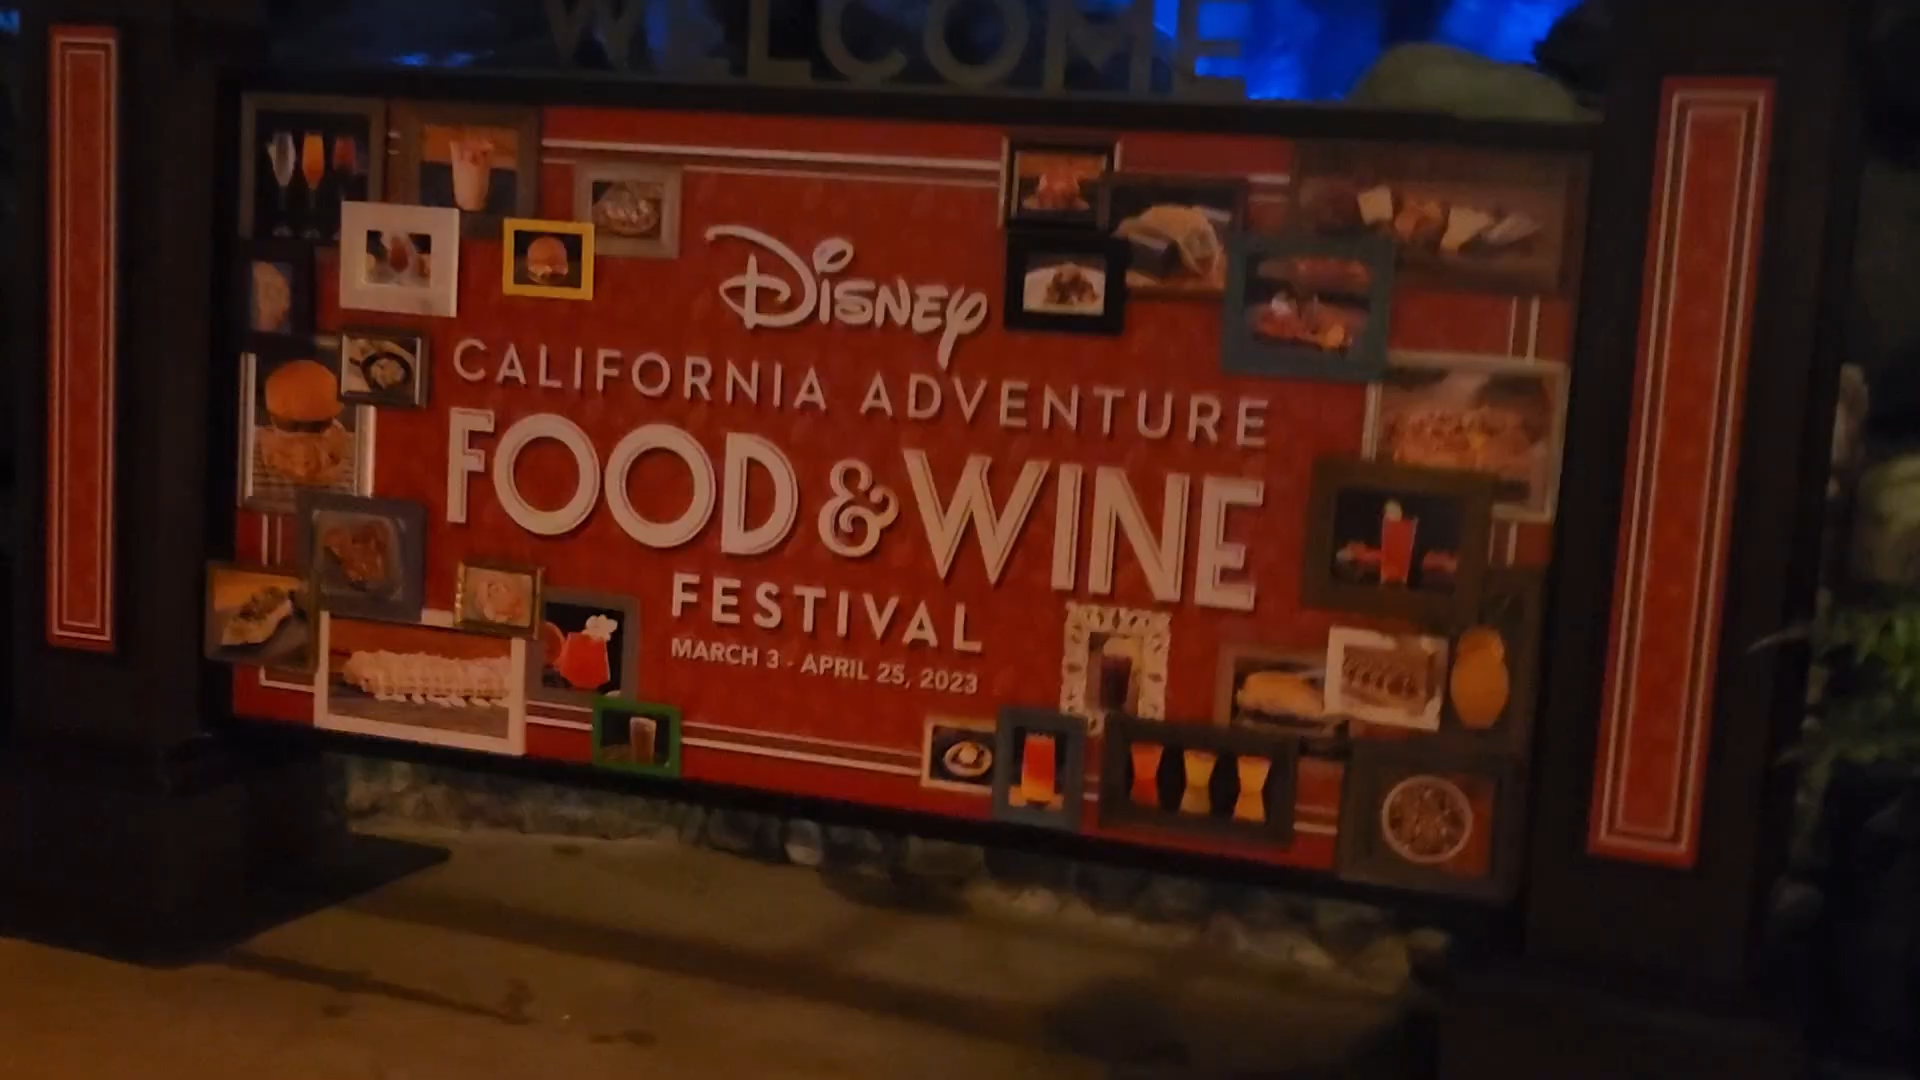 WELCOME
Disney
CALIFORNIA ADVENTURE
FOOD & WINE
FESTIVAL
MARCH 3 - APRIL 25, 2023